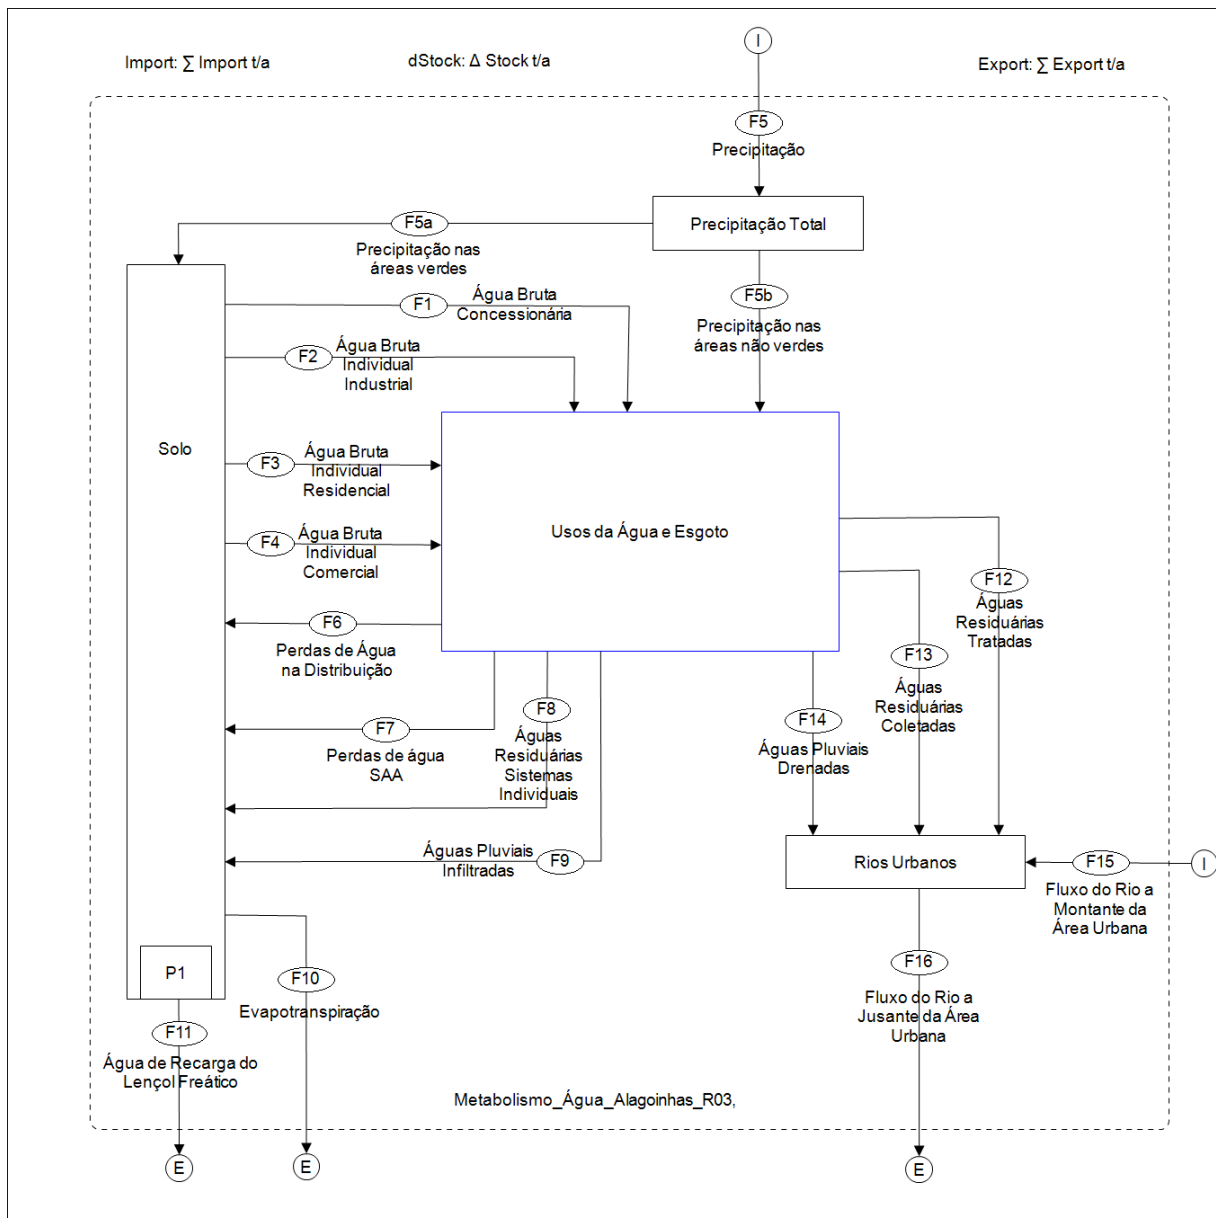 I
Import: ∑ Import t/a
dStock: Δ Stock t/a
Export: ∑ Export t/a
F5
Precipitação
Precipitação Total
F5a
Precipitação nas
áreas verdes
F5b
Precipitação nas
áreas não verdes
F1
Água Bruta
Concessionária
F2
Água Bruta
Individual
Industrial
Solo
F3
Água Bruta
Individual
Residencial
F4
Água Bruta
Individual
Comercial
Usos da Água e Esgoto
F6
Perdas de Água
na Distribuição
F7
Perdas de água
SAA
F8
Águas
Residuárias
Sistemas
Individuais
F9
Águas Pluviais
Infiltradas
F12
Águas
Residuárias
Tratadas
F13
Águas
Residuárias
Coletadas
F14
Águas Pluviais
Drenadas
Rios Urbanos
F15
I
Fluxo do Rio a
Montante da
Área Urbana
P1
F10
Evapotranspiração
F11
Água de Recarga do
Lençol Freático
F16
Fluxo do Rio a
Jusante da Área
Urbana
Metabolismo_Água_Alagoinhas_R03,
E
E
E